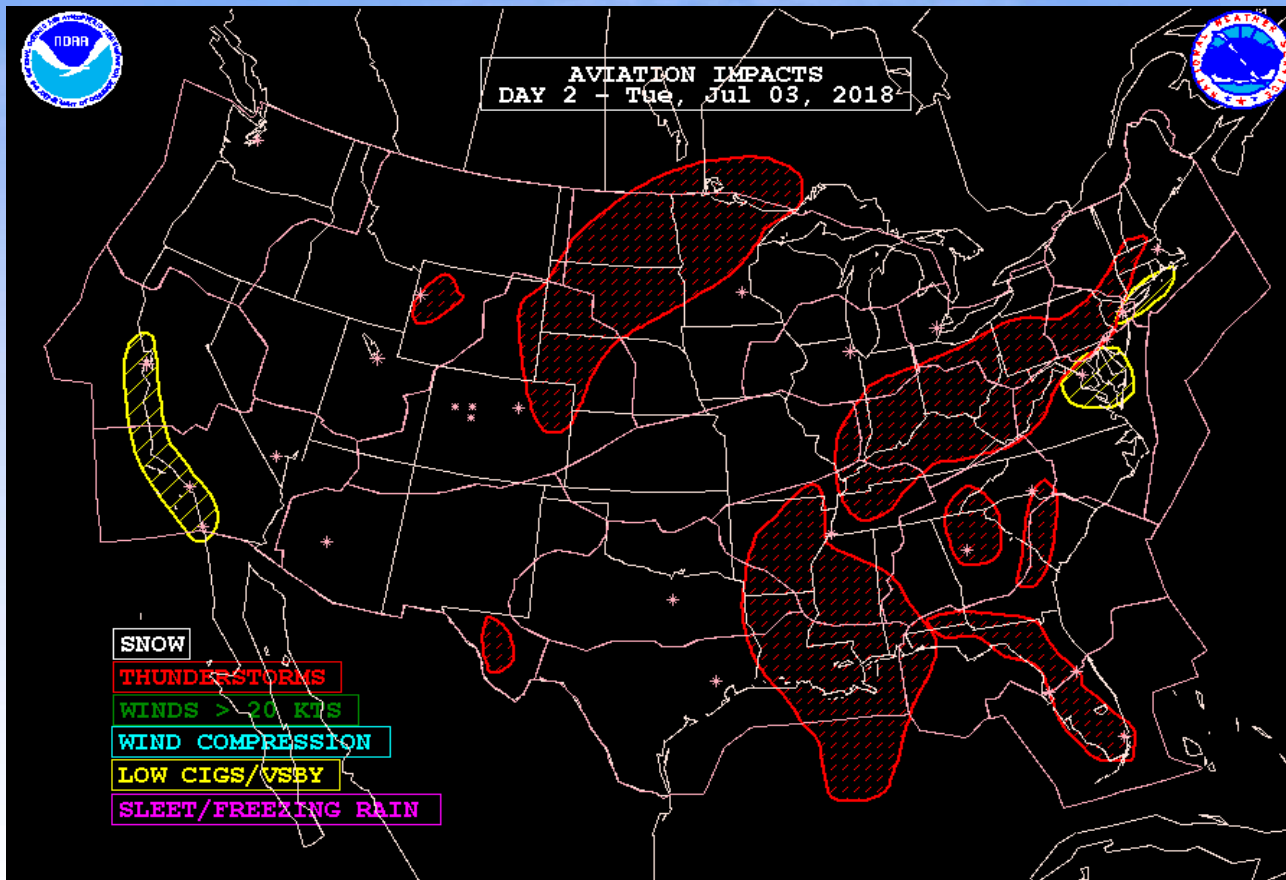 NOAA
AVIATION IMPACTS
DAY 2 - Tue, Jul 03, 2018
SNOW
THUNDERSTORMS
WINDS > 20 KTS
WIND COMPRESSION
LOW CIGS/VSBY
SLEET/FREEZING RAIN